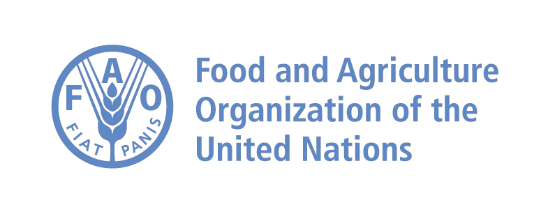 FAO
FIAT PANIS
Food and Agriculture
Organization of the
United Nations